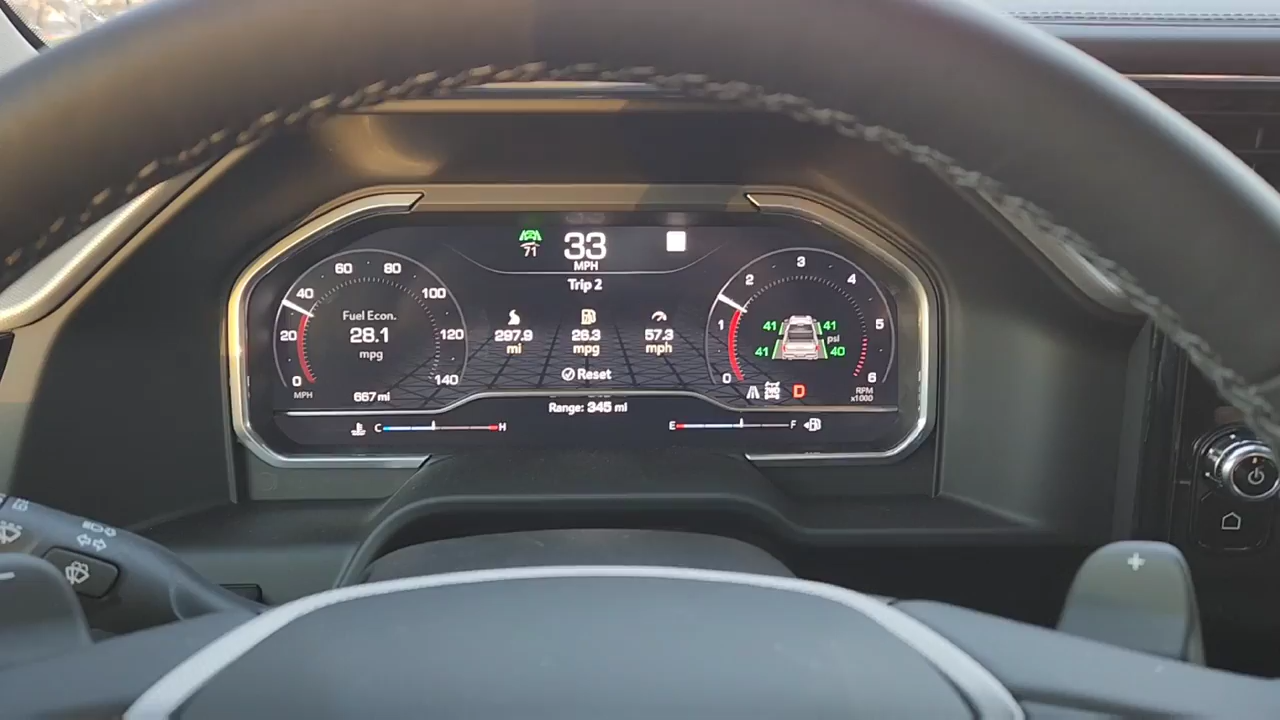 33
71
MPH
Trip 2
60 80
40 100
20 120
0 140
MPH
Fuel Econ.
28.1
mpg
667 mi
297.9
mi
26.3
mpg
57.3
mph
Reset
Range: 345 mi
3
2 4
1 5
0 6
41 41
psi
41 40
D
RPM
x1000
C H
E F
+